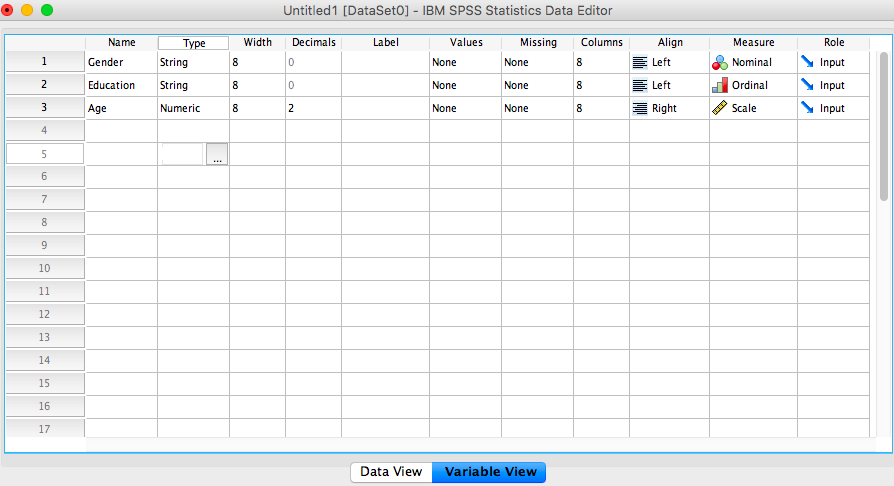 Untitled1 [DataSet0] - IBM SPSS Statistics Data Editor
Name Type Width Decimals Label Values Missing Columns Align Measure Role
1 Gender String 8 0 None None 8 Left Nominal Input
2 Education String 8 0 None None 8 Left Ordinal Input
3 Age Numeric 8 2 None None 8 Right Scale Input
4
5 ...
6
7
8
9
10
11
12
13
14
15
16
17
Data View Variable View